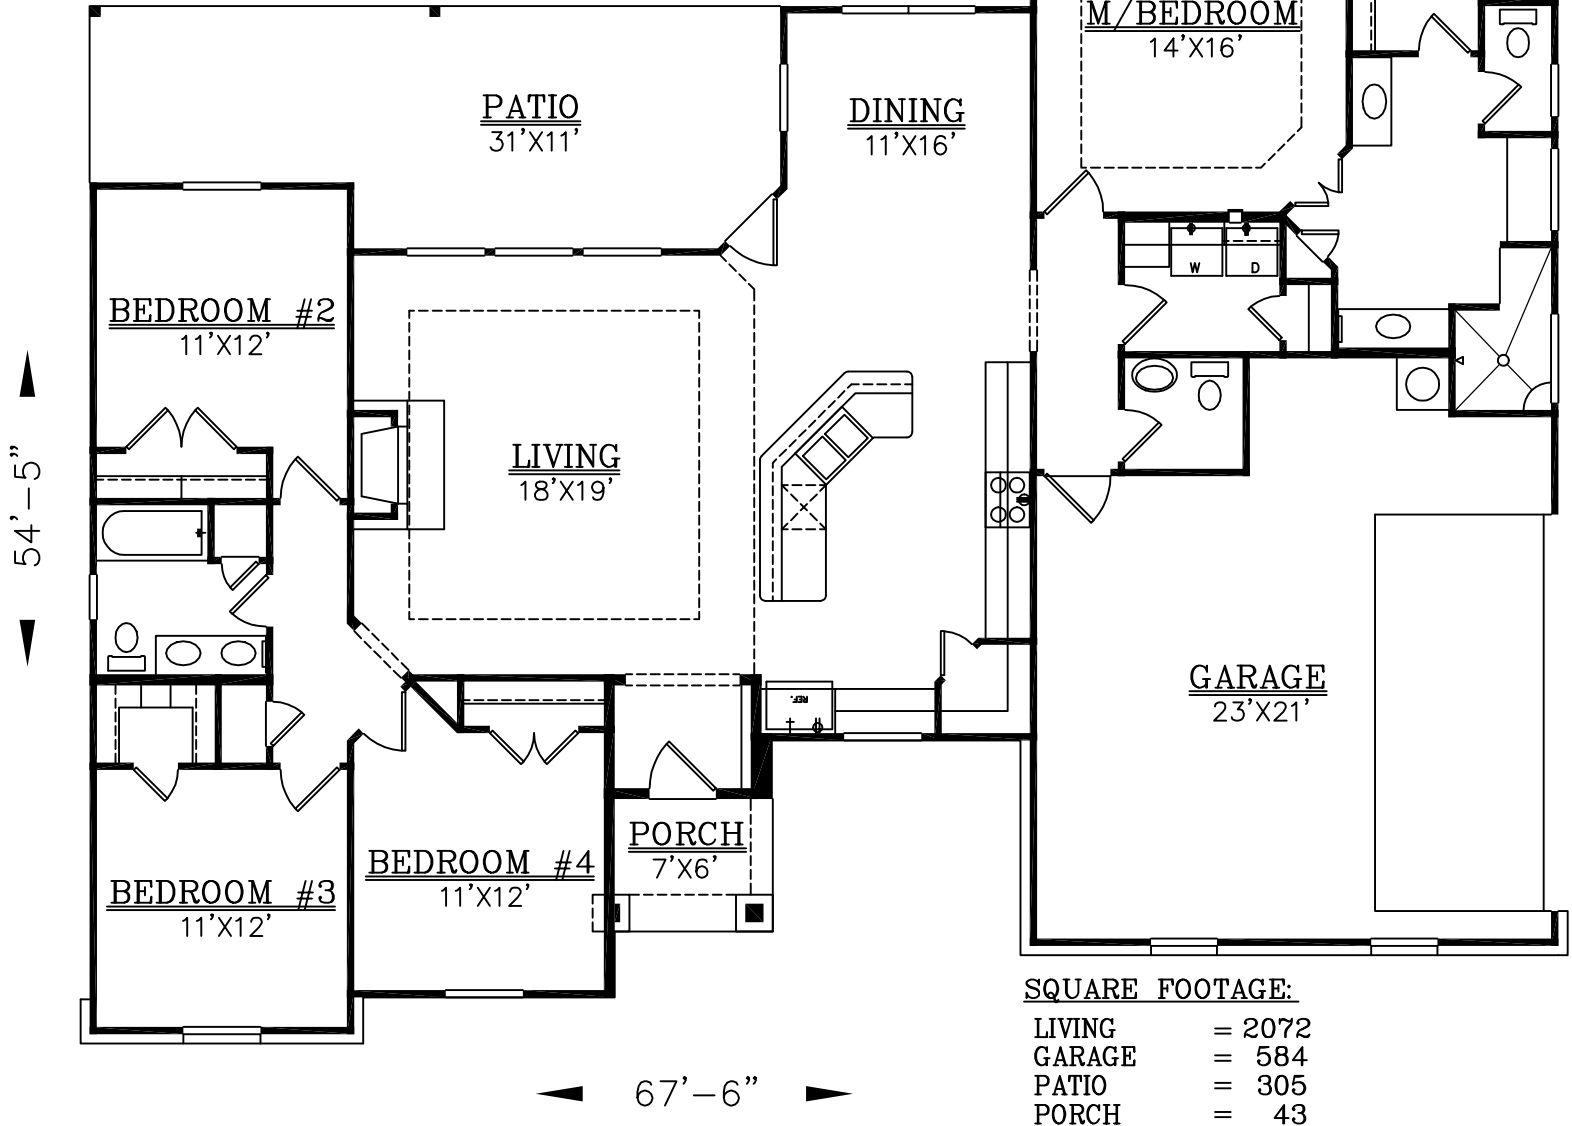 M/BEDROOM
14'X16'
PATIO
31'X11'
DINING
11'X16'
W
D
BEDROOM #2
11'X12'
LIVING
18'X19'
54'-5"
GARAGE
23'X21'
REF.
PORCH
7'X6'
BEDROOM #4
11'X12'
BEDROOM #3
11'X12'
SQUARE FOOTAGE:
LIVING = 2072
GARAGE = 584
PATIO = 305
PORCH = 43
67'-6"